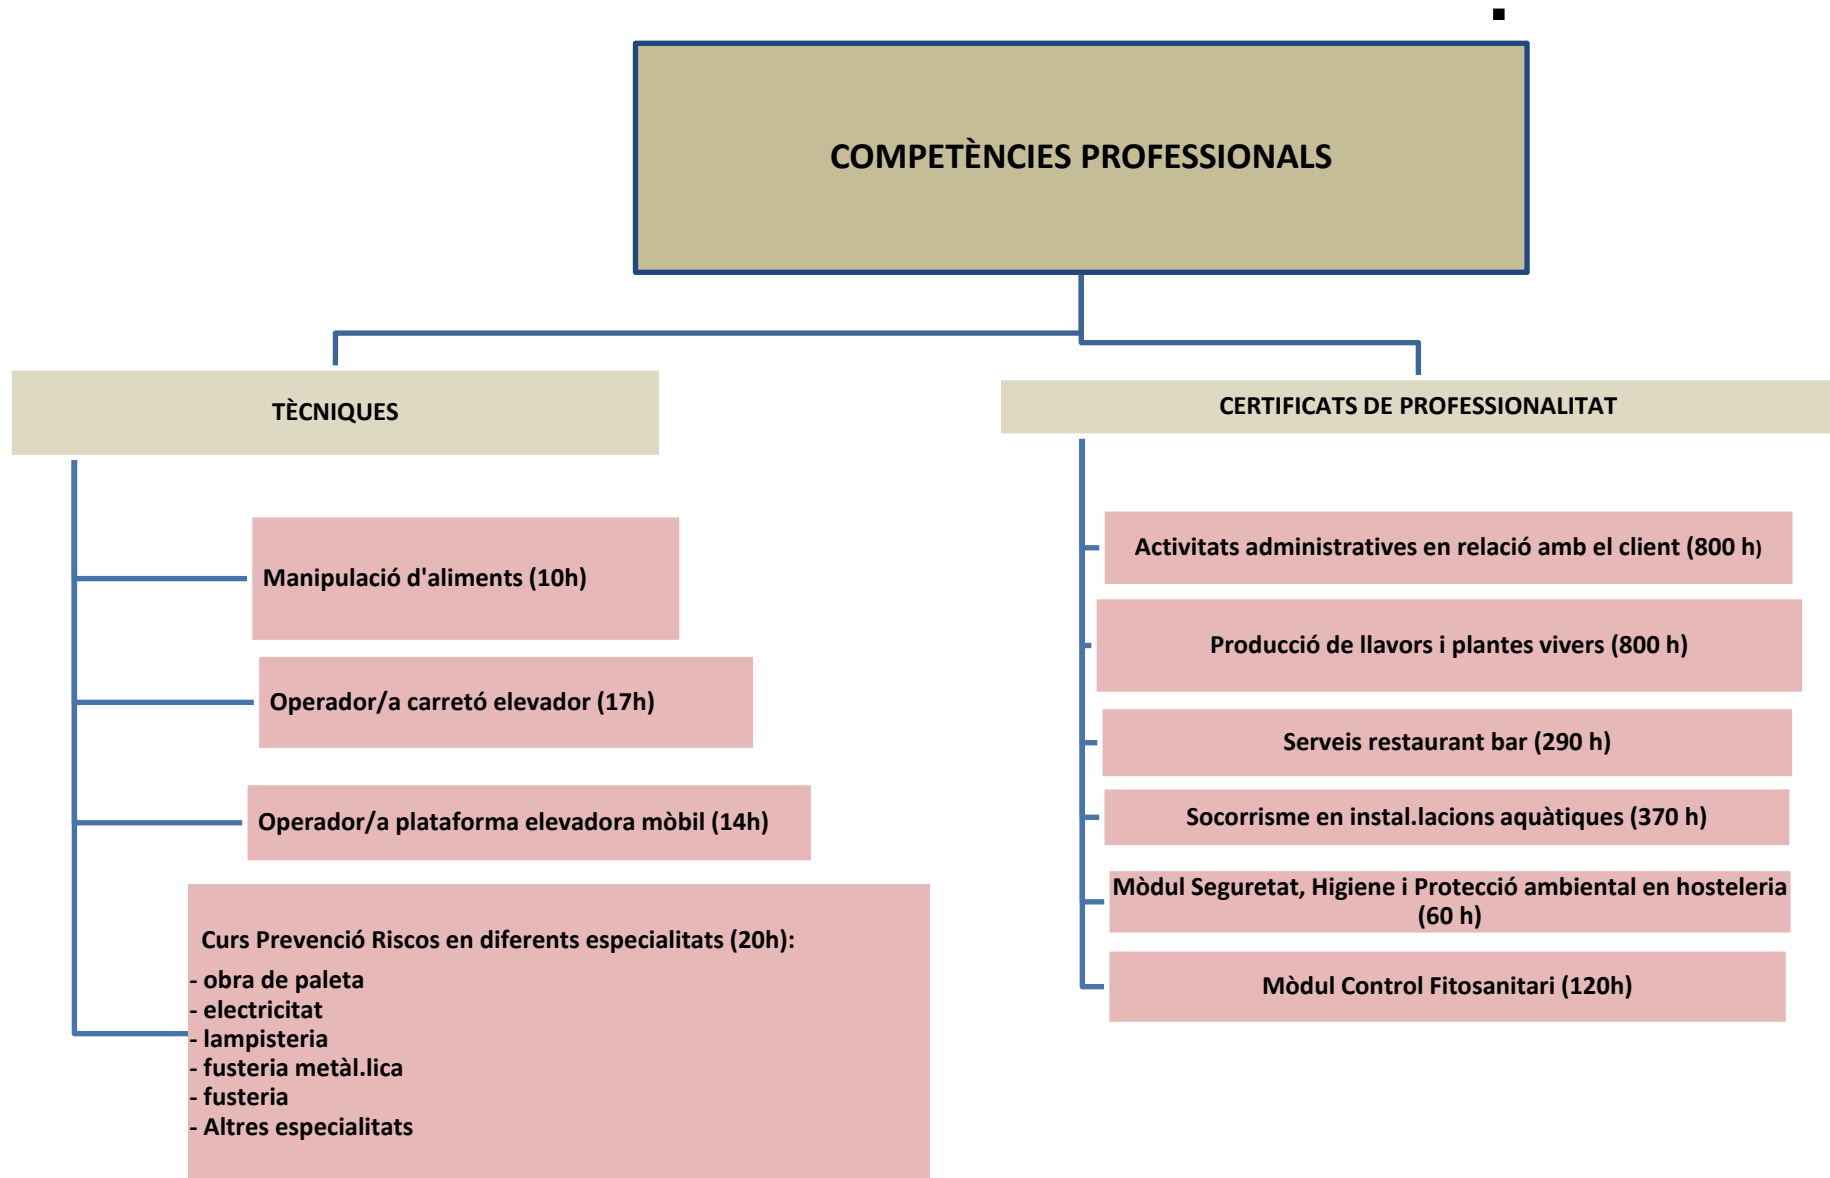 COMPETÈNCIES PROFESSIONALS
TÈCNIQUES
Manipulació d'aliments (10h)
Operador/a carretó elevador (17h)
Operador/a plataforma elevadora mòbil (14h)
Curs Prevenció Riscos en diferents especialitats (20h):
- obra de paleta
- electricitat
- lampisteria
- fusteria metàl.lica
- fusteria
- Altres especialitats
CERTIFICATS DE PROFESSIONALITAT
Activitats administratives en relació amb el client (800 h)
Producció de llavors i plantes vivers (800 h)
Serveis restaurant bar (290 h)
Socorrisme en instal.lacions aquàtiques (370 h)
Mòdul Seguretat, Higiene i Protecció ambiental en hosteleria
(60 h)
Mòdul Control Fitosanitari (120h)